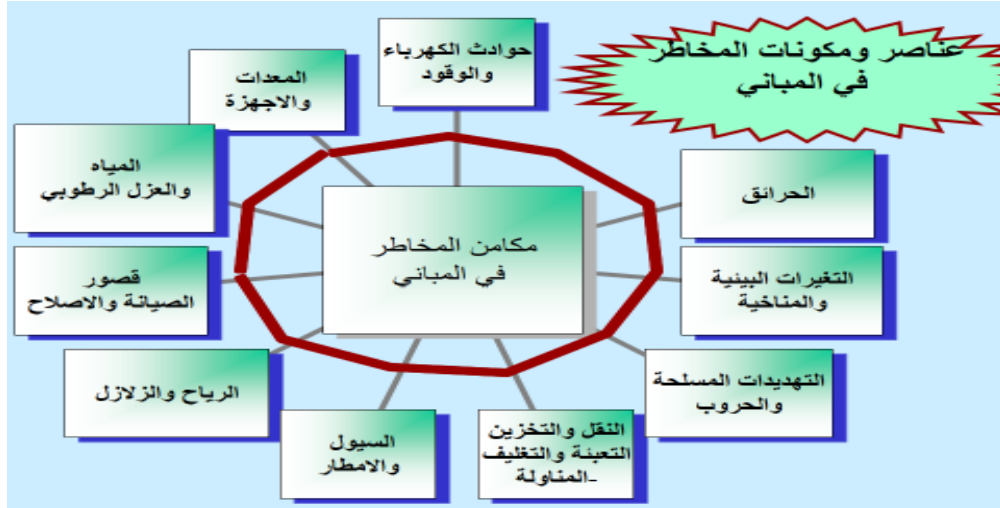 عناصر ومكونات المخاطر
في المباني
حوادث الكهرباء
والوقود
المعدات
والاجهزة
المياه
والعزل الرطوبي
الحرائق
مكامن المخاطر
في المباني
قصور
الصيانة والاصلاح
التغيرات البيئية
والمناخية
الرياح والزلازل
التهديدات المسلحة
والحروب
السيول
والامطار
النقل والتخزين
التعبئة والتغليف
-المناولة